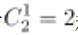 C_2^1 = 2;